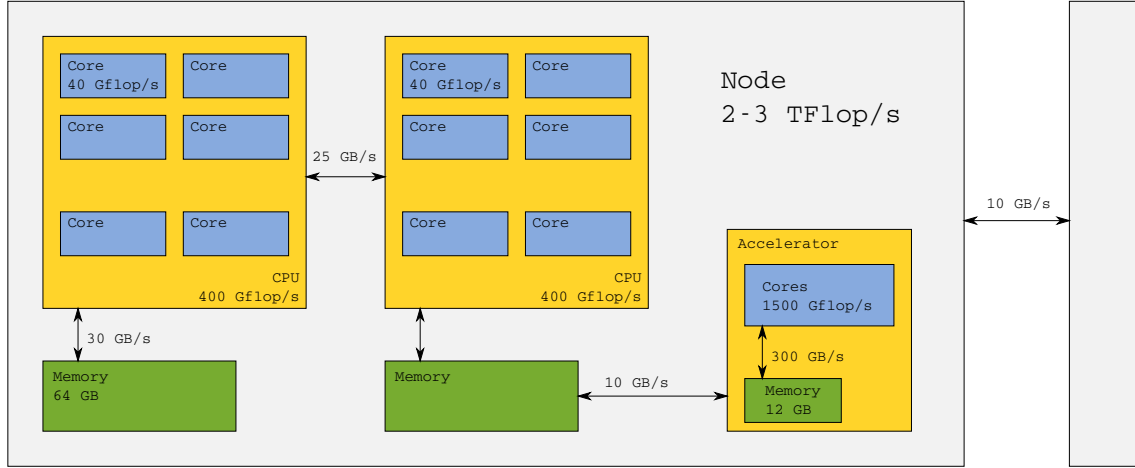 Core
40 Gflop/s
Core
Core
Core
Core
Core
CPU
400 Gflop/s
25 GB/s
Core
40 Gflop/s
Core
Core
Core
Core
Core
CPU
400 Gflop/s
Node
2-3 TFlop/s
10 GB/s
30 GB/s
Memory
64 GB
Memory
10 GB/s
Accelerator
Cores
1500 Gflop/s
300 GB/s
Memory
12 GB